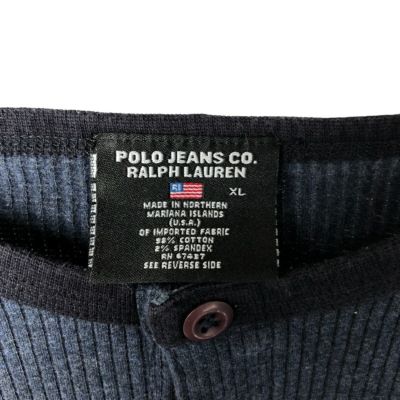 POLO JEANS CO.
RALPH LAUREN
RL XL
MADE IN NORTHERN
MARIANA ISLANDS
(U.S.A.)
OF IMPORTED FABRIC
98% COTTON
2% SPANDEX
RN 67487
SEE REVERSE SIDE